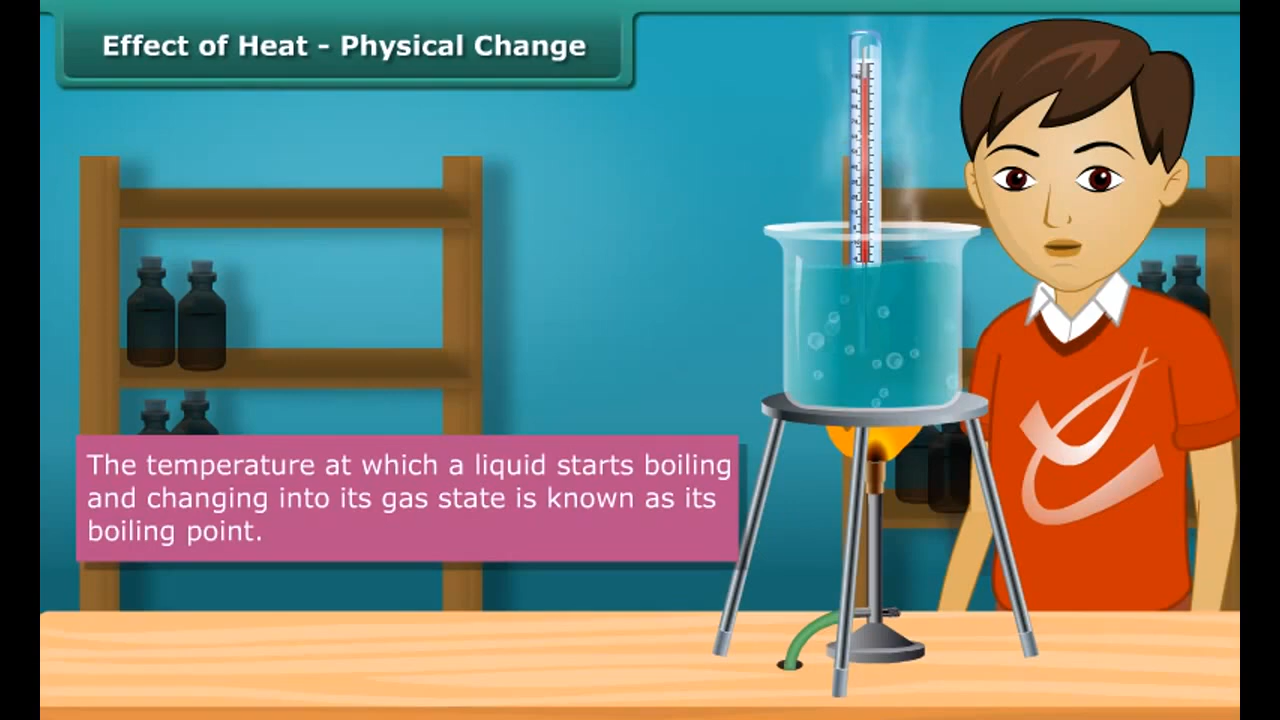 Effect of Heat - Physical Change
The temperature at which a liquid starts boiling
and changing into its gas state is known as its
boiling point.